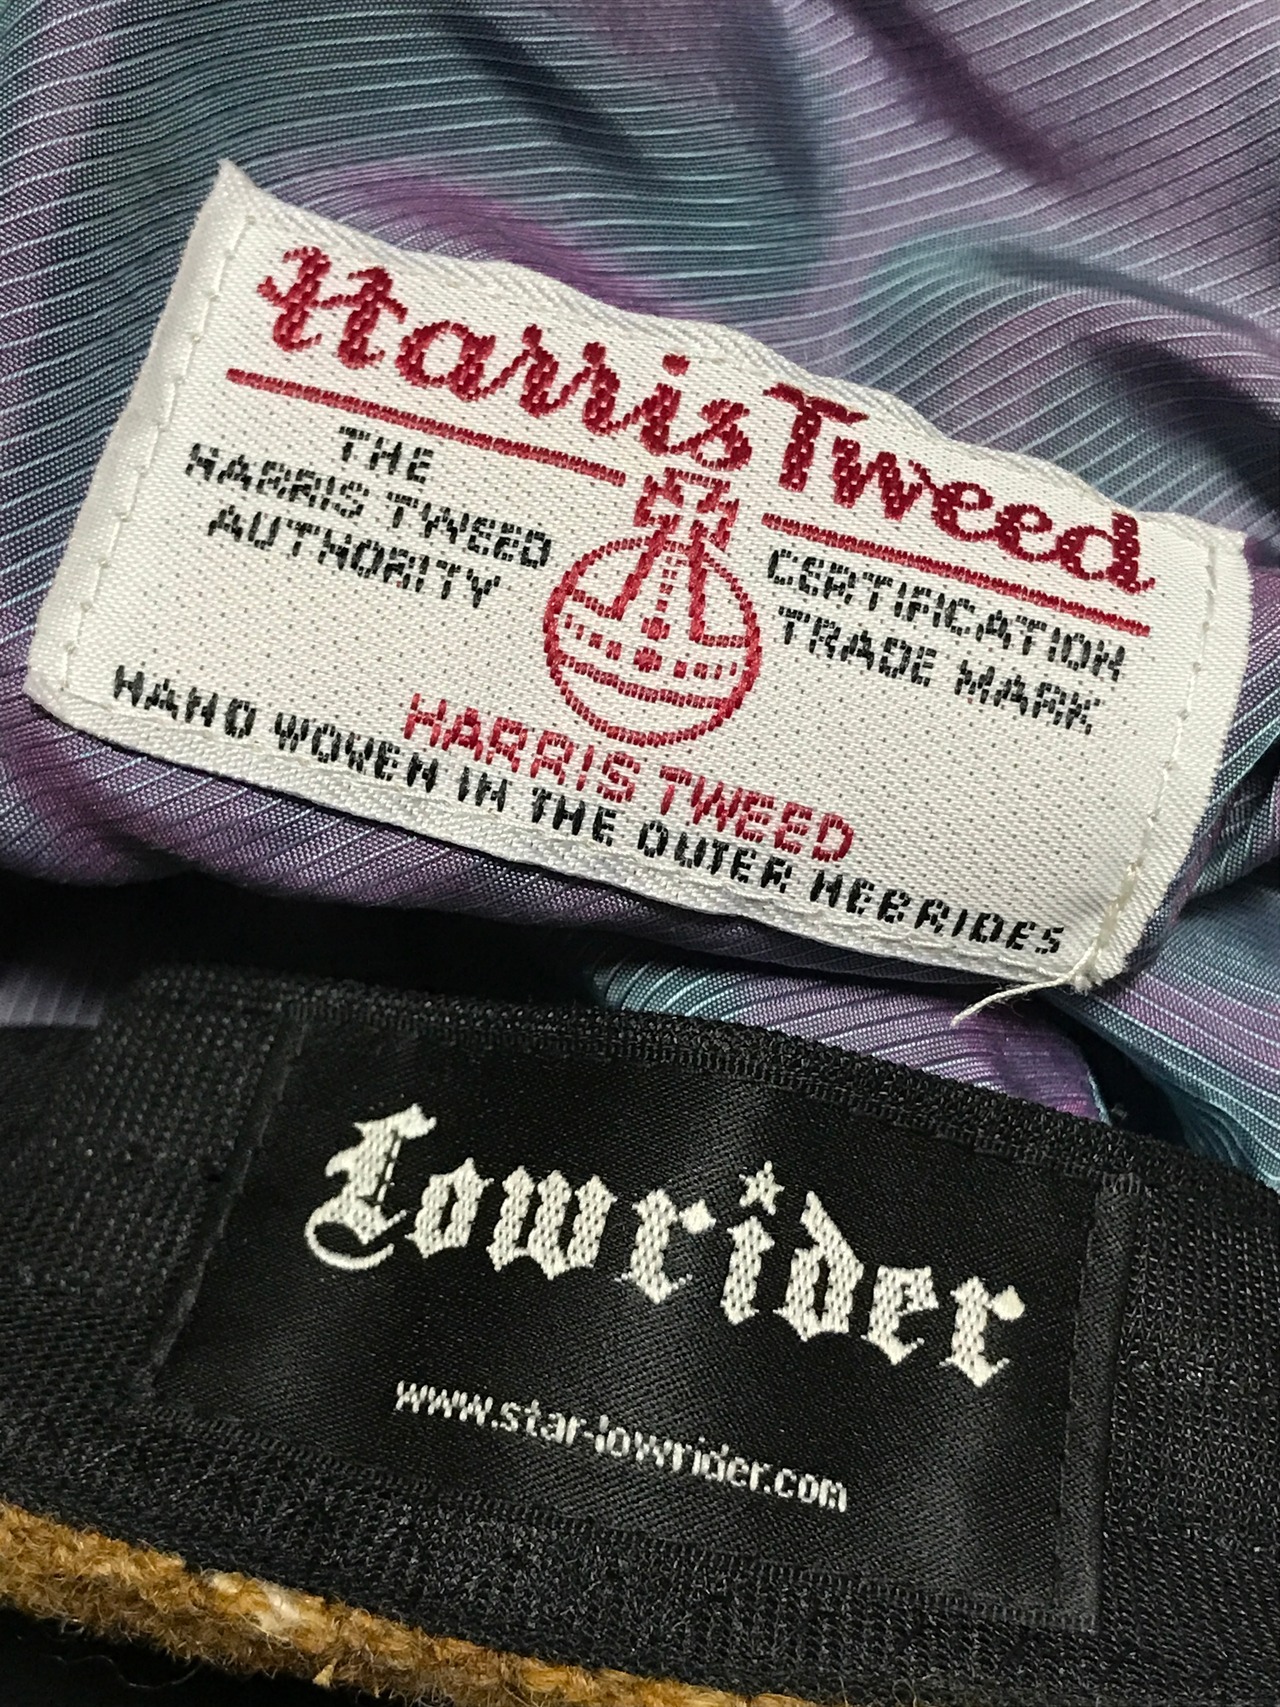 Harris Tweed
THE
HARRIS TWEED
AUTHORITY
CERTIFICATION
TRADE MARK
HARRIS TWEED
HAND WOVEN IN THE OUTER HEBRIDES
Lowrider
www.star-lowrider.com